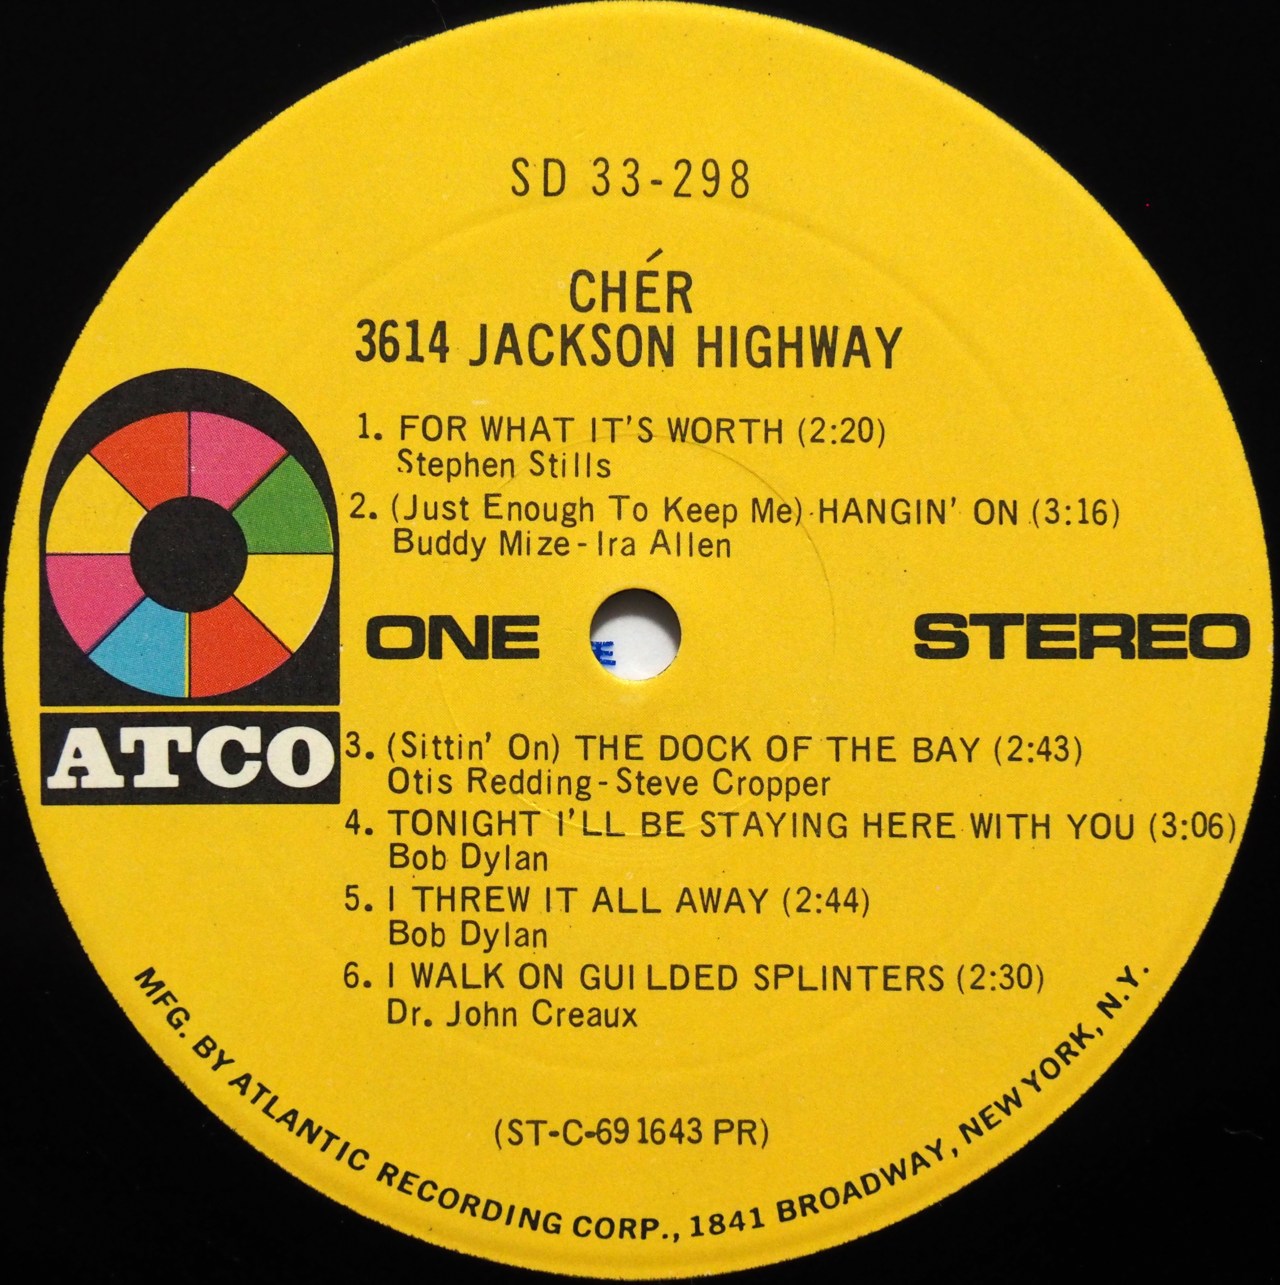 SD 33-298
CHÉR
3614 JACKSON HIGHWAY
1. FOR WHAT IT'S WORTH (2:20)
Stephen Stills
2. (Just Enough To Keep Me) HANGIN' ON (3:16)
Buddy Mize-Ira Allen
ONE
STEREO
ATCO
3. (Sittin' On) THE DOCK OF THE BAY (2:43)
Otis Redding-Steve Cropper
4. TONIGHT I'LL BE STAYING HERE WITH YOU (3:06)
Bob Dylan
5. I THREW IT ALL AWAY (2:44)
Bob Dylan
6. I WALK ON GUILDED SPLINTERS (2:30)
Dr. John Creaux
(ST-C-691643 PR)
MFG. BY ATLANTIC RECORDING CORP., 1841 BROADWAY, NEW YORK, N.Y.